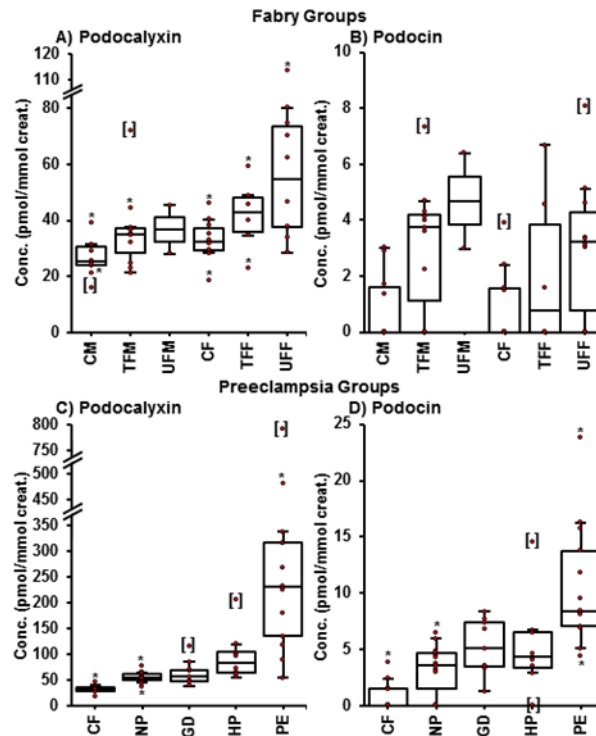 Fabry Groups
A) Podocalyxin
B) Podocin
Conc. (pmol/mmol creat.)
120
110
80
60
40
20
0
* [·] * * * * * * * * [·]
CM TFM UFM CF TFF UFF
Conc. (pmol/mmol creat.)
10
8
6
4
2
0
[·] [·] [·]
CM TFM UFM CF TFF UFF
Preeclampsia Groups
C) Podocalyxin
D) Podocin
Conc. (pmol/mmol creat.)
800
750
500
450
350
300
250
200
150
100
50
0
* * * [·] [·] * [·]
CF NP GD HP PE
Conc. (pmol/mmol creat.)
25
20
15
10
5
0
* * [·] [·] * *
CF NP GD HP PE